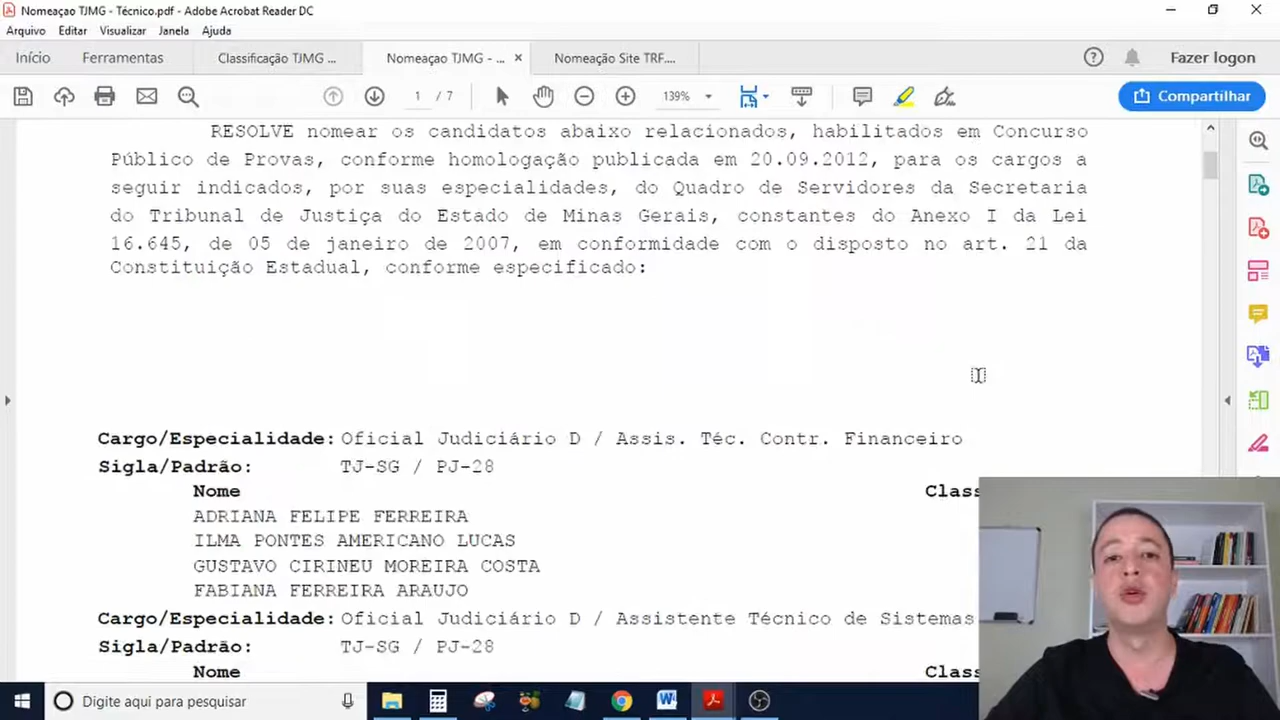 Nomeaçao TJMG - Técnico.pdf - Adobe Acrobat Reader DC
Arquivo Editar Visualizar Janela Ajuda
Início Ferramentas Classificação TJMG ... Nomeaçao TJMG - ... Nomeação Site TRF.... Fazer logon
1 / 7 139% Compartilhar
RESOLVE nomear os candidatos abaixo relacionados, habilitados em Concurso
Público de Provas, conforme homologação publicada em 20.09.2012, para os cargos a
seguir indicados, por suas especialidades, do Quadro de Servidores da Secretaria
do Tribunal de Justiça do Estado de Minas Gerais, constantes do Anexo I da Lei
16.645, de 05 de janeiro de 2007, em conformidade com o disposto no art. 21 da
Constituição Estadual, conforme especificado:
Cargo/Especialidade: Oficial Judiciário D / Assis. Téc. Contr. Financeiro
Sigla/Padrão: TJ-SG / PJ-28
Nome Class
ADRIANA FELIPE FERREIRA
ILMA PONTES AMERICANO LUCAS
GUSTAVO CIRINEU MOREIRA COSTA
FABIANA FERREIRA ARAUJO
Cargo/Especialidade: Oficial Judiciário D / Assistente Técnico de Sistemas
Sigla/Padrão: TJ-SG / PJ-28
Nome Class
Digite aqui para pesquisar